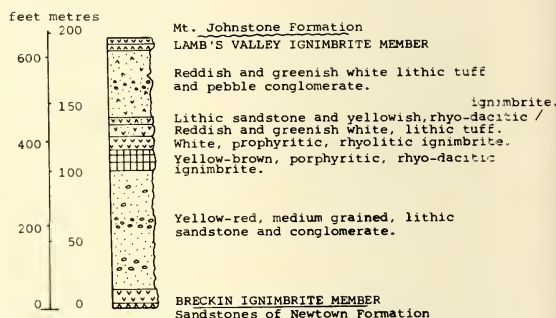 feet metres
200
Mt. Johnstone Formation
LAMB'S VALLEY IGNIMBRITE MEMBER
600
Reddish and greenish white lithic tuff
and pebble conglomerate.
150
ignimbrite.
Lithic sandstone and yellowish, rhyo-dacitic /
Reddish and greenish white, lithic tuff.
400
White, prophyritic, rhyolitic ignimbrite.
Yellow-brown, porphyritic, rhyo-dacitic
100
ignimbrite.
Yellow-red, medium grained, lithic
200
sandstone and conglomerate.
50
0 0
BRECKIN IGNIMBRITE MEMBER
Sandstones of Newtown Formation